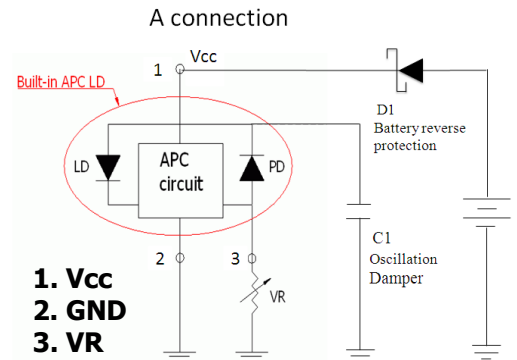 A connection
1
Vcc
Built-in APC LD
D1
Battery reverse
protection
LD
APC
circuit
PD
2
3
C1
Oscillation
Damper
VR
1. Vcc
2. GND
3. VR